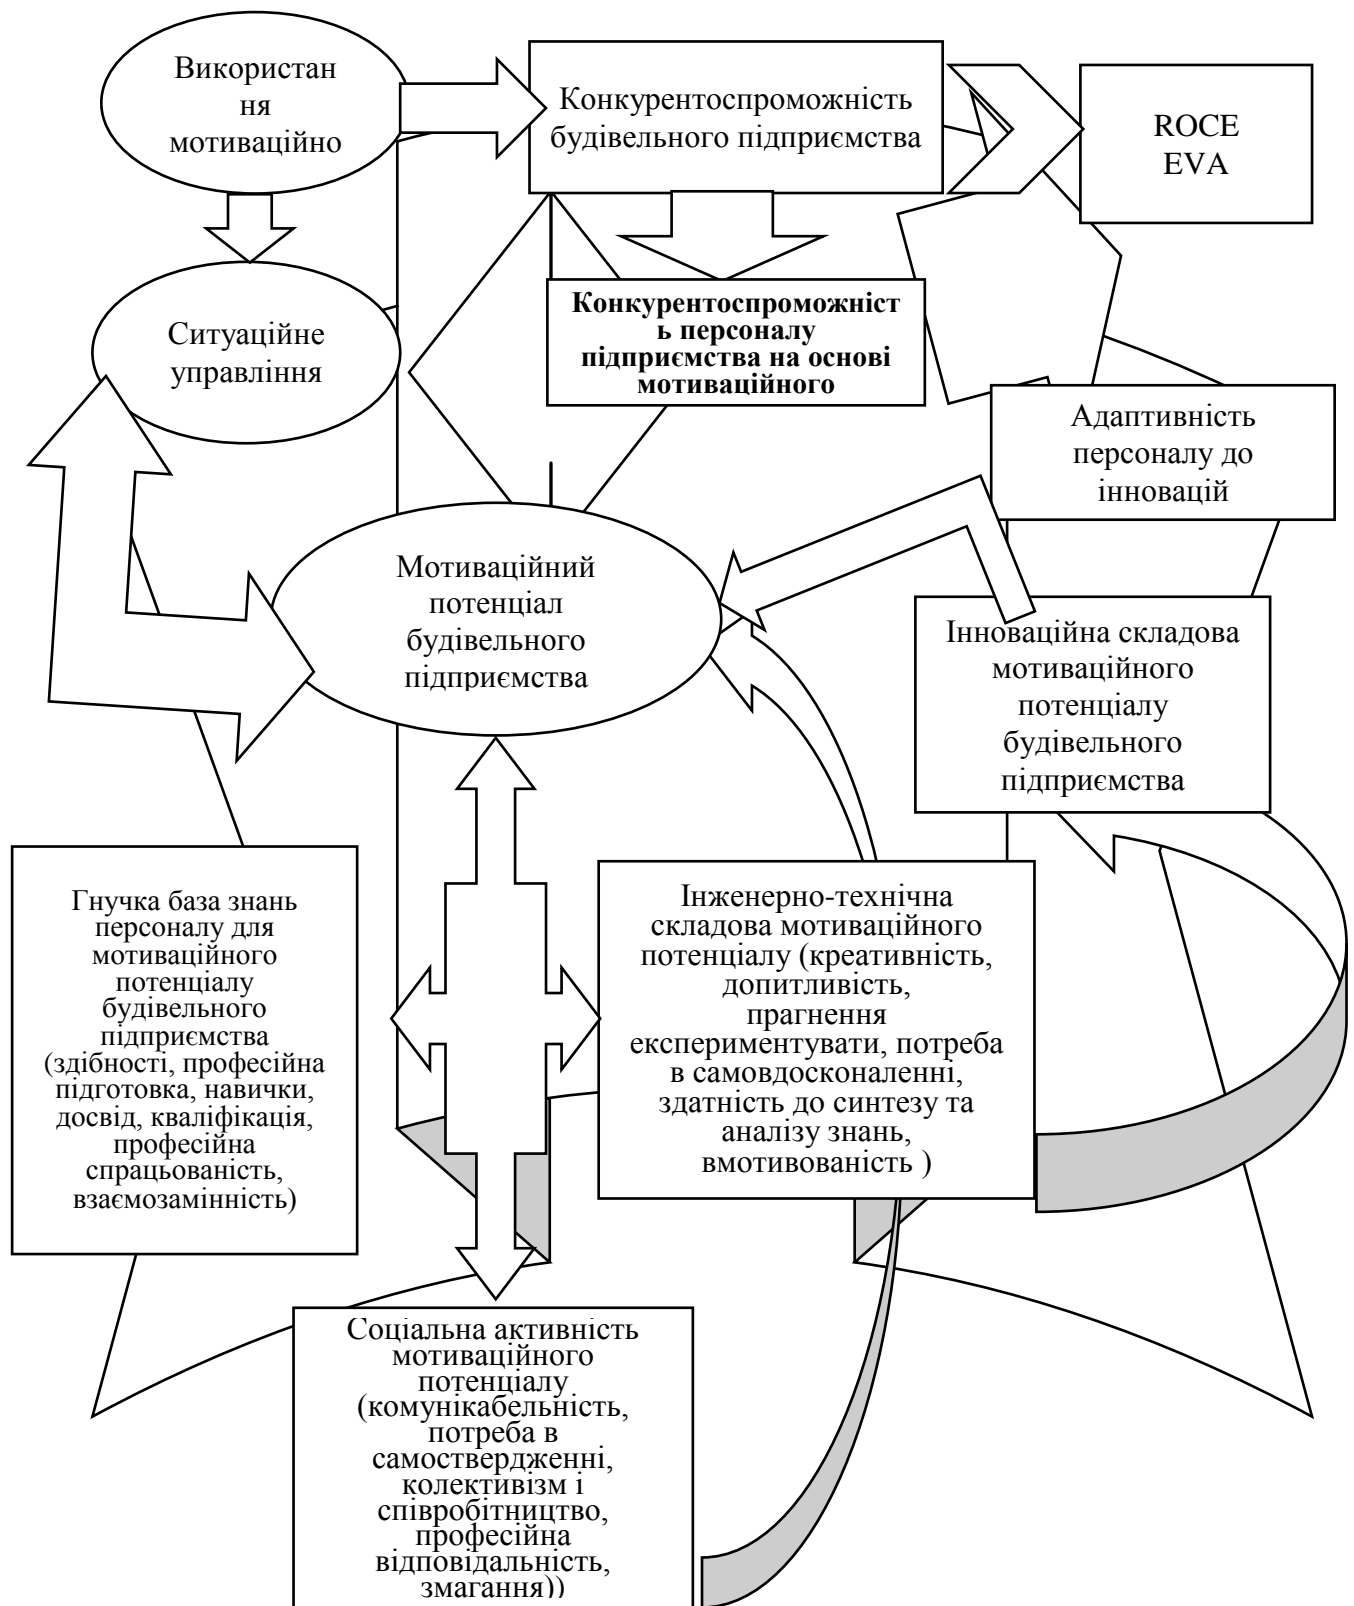 Використан
ня
мотиваційно
Конкурентоспроможність
будівельного підприємства
ROCE
EVA
Ситуаційне
управління
Конкурентоспроможніст
ь персоналу
підприємства на основі
мотиваційного
Адаптивність
персоналу до
інновацій
Мотиваційний
потенціал
будівельного
підприємства
Інноваційна складова
мотиваційного
потенціалу
будівельного
підприємства
Гнучка база знань
персоналу для
мотиваційного
потенціалу
будівельного
підприємства
(здібності, професійна
підготовка, навички,
досвід, кваліфікація,
професійна
спрацьованість,
взаємозамінність)
Інженерно-технічна
складова мотиваційного
потенціалу (креативність,
допитливість,
прагнення
експериментувати, потреба
в самовдосконаленні,
здатність до синтезу та
аналізу знань,
вмотивованість )
Соціальна активність
мотиваційного
потенціалу
(комунікабельність,
потреба в
самоствердженні,
колективізм і
співробітництво,
професійна
відповідальність,
змагання))